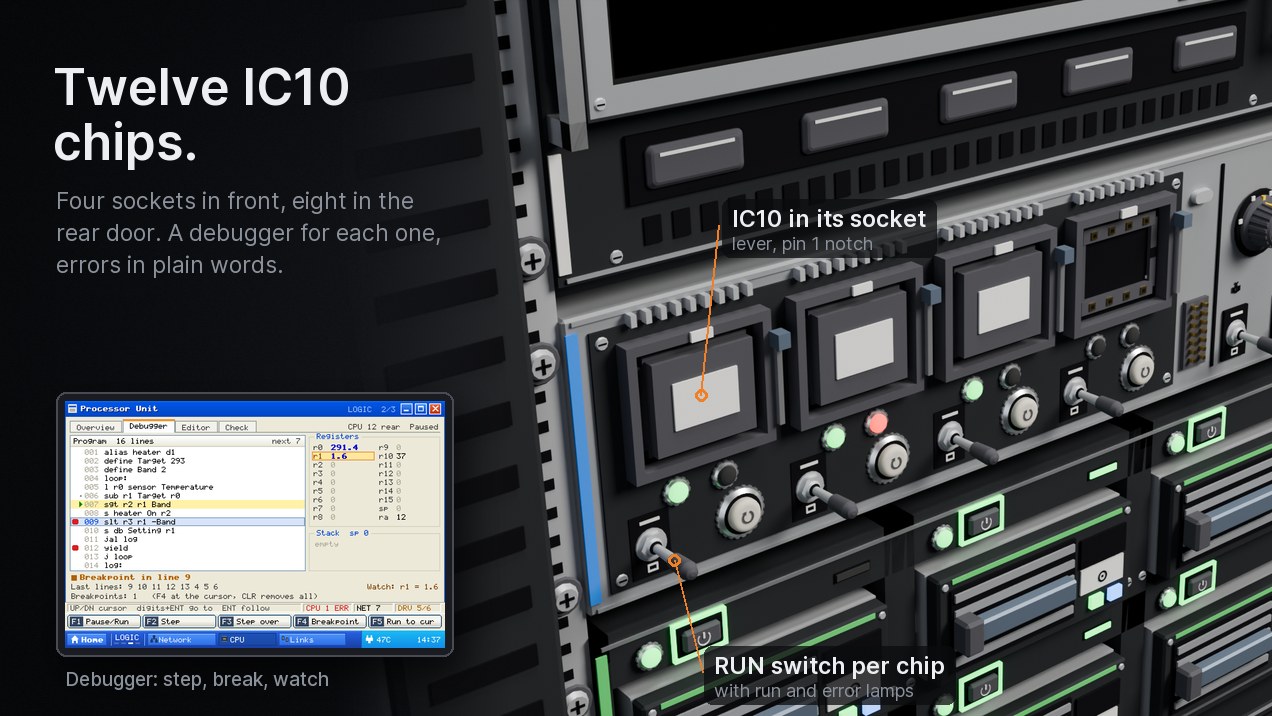 Twelve IC10
chips.
Four sockets in front, eight in the
rear door. A debugger for each one,
errors in plain words.
IC10 in its socket
lever, pin 1 notch
Processor Unit
LOGIC 2/3
Overview Debugger Editor Check
CPU 12 rear Paused
Program 16 lines next 7
001 alias heater d1
002 define Target 293
003 define Band 2
004 loop:
005 l r0 sensor Temperature
006 sub r1 Target r0
007 sgt r2 r1 Band
008 s heater On r2
009 slt r3 r1 -Band
010 s db Setting r1
011 jal log
012 yield
013 j loop
014 log:
Registers
r0 291.4 r9 0
r1 1.6 r10 37
r2 0 r11 0
r3 0 r12 0
r4 0 r13 0
r5 0 r14 0
r6 0 r15 0
r7 0 sp 0
r8 0 ra 12
Stack sp 0
empty
Breakpoint in line 9
Last lines: 9 10 11 12 13 4 5 6 Watch: r1 = 1.6
Breakpoints: 1 (F4 at the cursor, CLR removes all)
UP/DN cursor digits+ENT go to ENT follow CPU 1 ERR NET 7 DRV 5/6
F1 Pause/Run F2 Step F3 Step over F4 Breakpoint F5 Run to cur
Home LOGIC Network CPU Links 47C 14:37
Debugger: step, break, watch
RUN switch per chip
with run and error lamps